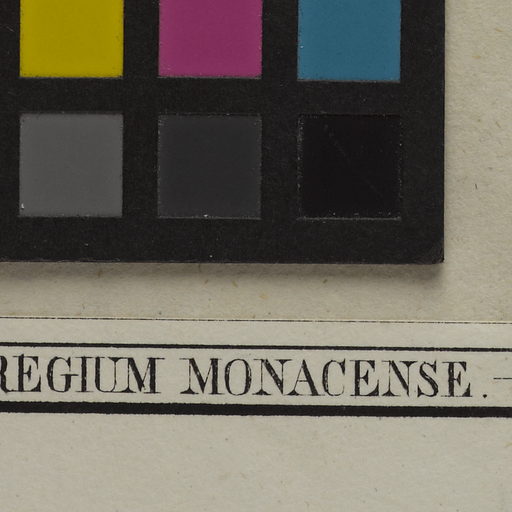 REGIUM MONACENSE. —